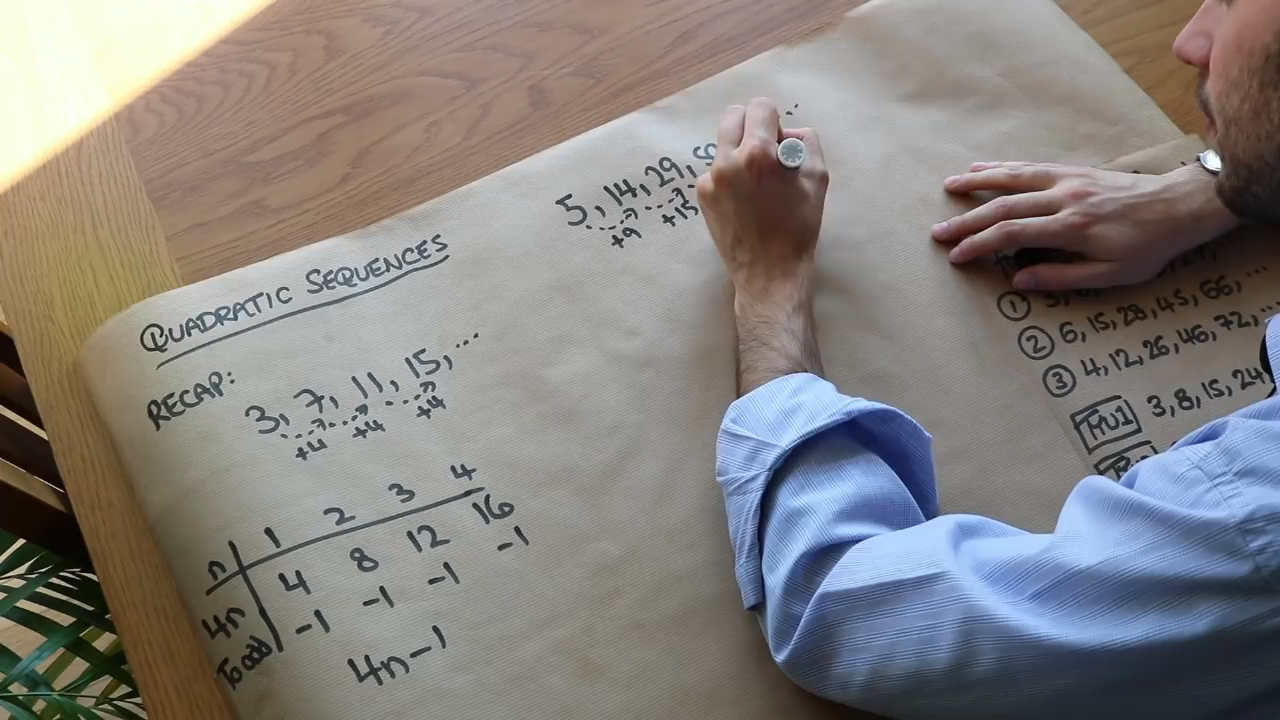 QUADRATIC SEQUENCES
RECAP:
3, 7, 11, 15, ...
+4 +4 +4
n 1 2 3 4
4n 4 8 12 16
To add -1 -1 -1 -1
4n-1
5, 14, 29,
+9 +15
①
② 6, 15, 28, 45, 66, ...
③ 4, 12, 26, 46, 72, ...
3, 8, 15, 24